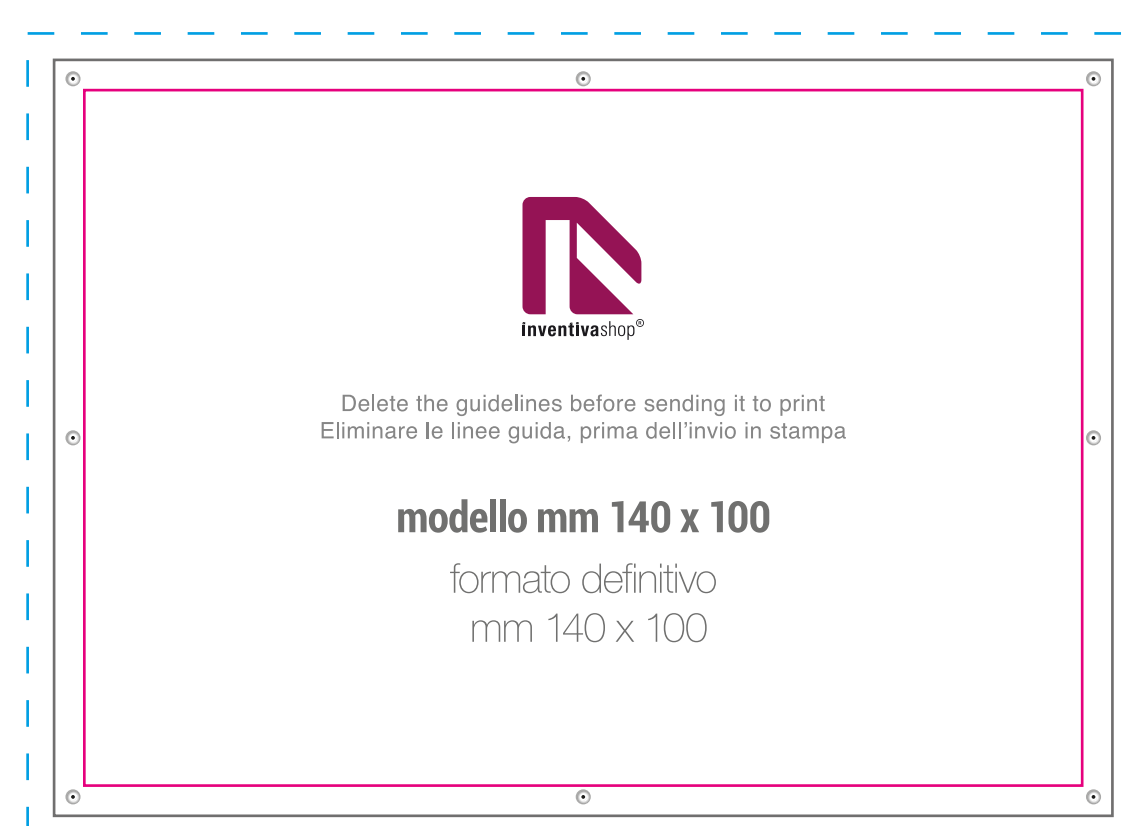 inventivashop®
Delete the guidelines before sending it to print
Eliminare le linee guida, prima dell'invio in stampa
modello mm 140 x 100
formato definitivo
mm 140 x 100